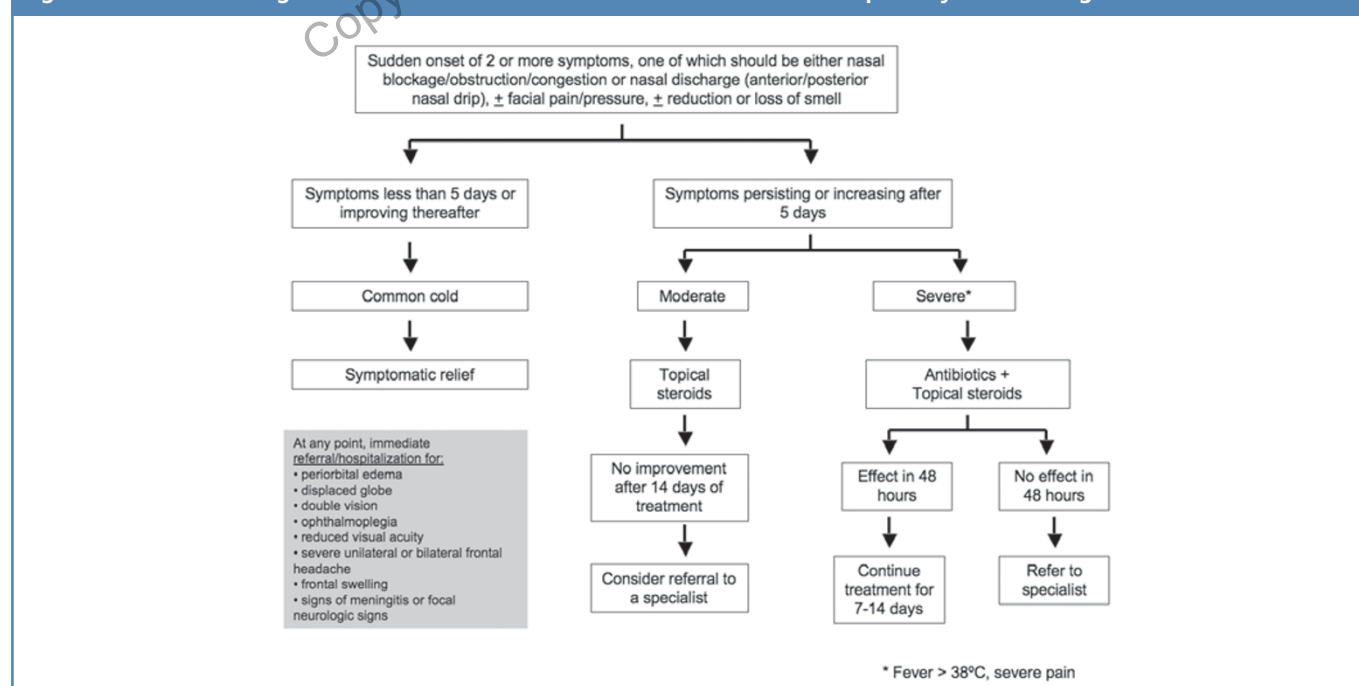 Copy
Sudden onset of 2 or more symptoms, one of which should be either nasal
blockage/obstruction/congestion or nasal discharge (anterior/posterior
nasal drip), ± facial pain/pressure, ± reduction or loss of smell
Symptoms less than 5 days or
improving thereafter
Symptoms persisting or increasing after
5 days
Common cold
Moderate
Severe*
Symptomatic relief
Topical
steroids
Antibiotics +
Topical steroids
At any point, immediate
referral/hospitalization for:
• periorbital edema
• displaced globe
• double vision
• ophthalmoplegia
• reduced visual acuity
• severe unilateral or bilateral frontal
headache
• frontal swelling
• signs of meningitis or focal
neurologic signs
No improvement
after 14 days of
treatment
Effect in 48
hours
No effect in
48 hours
Consider referral to
a specialist
Continue
treatment for
7-14 days
Refer to
specialist
* Fever > 38ºC, severe pain